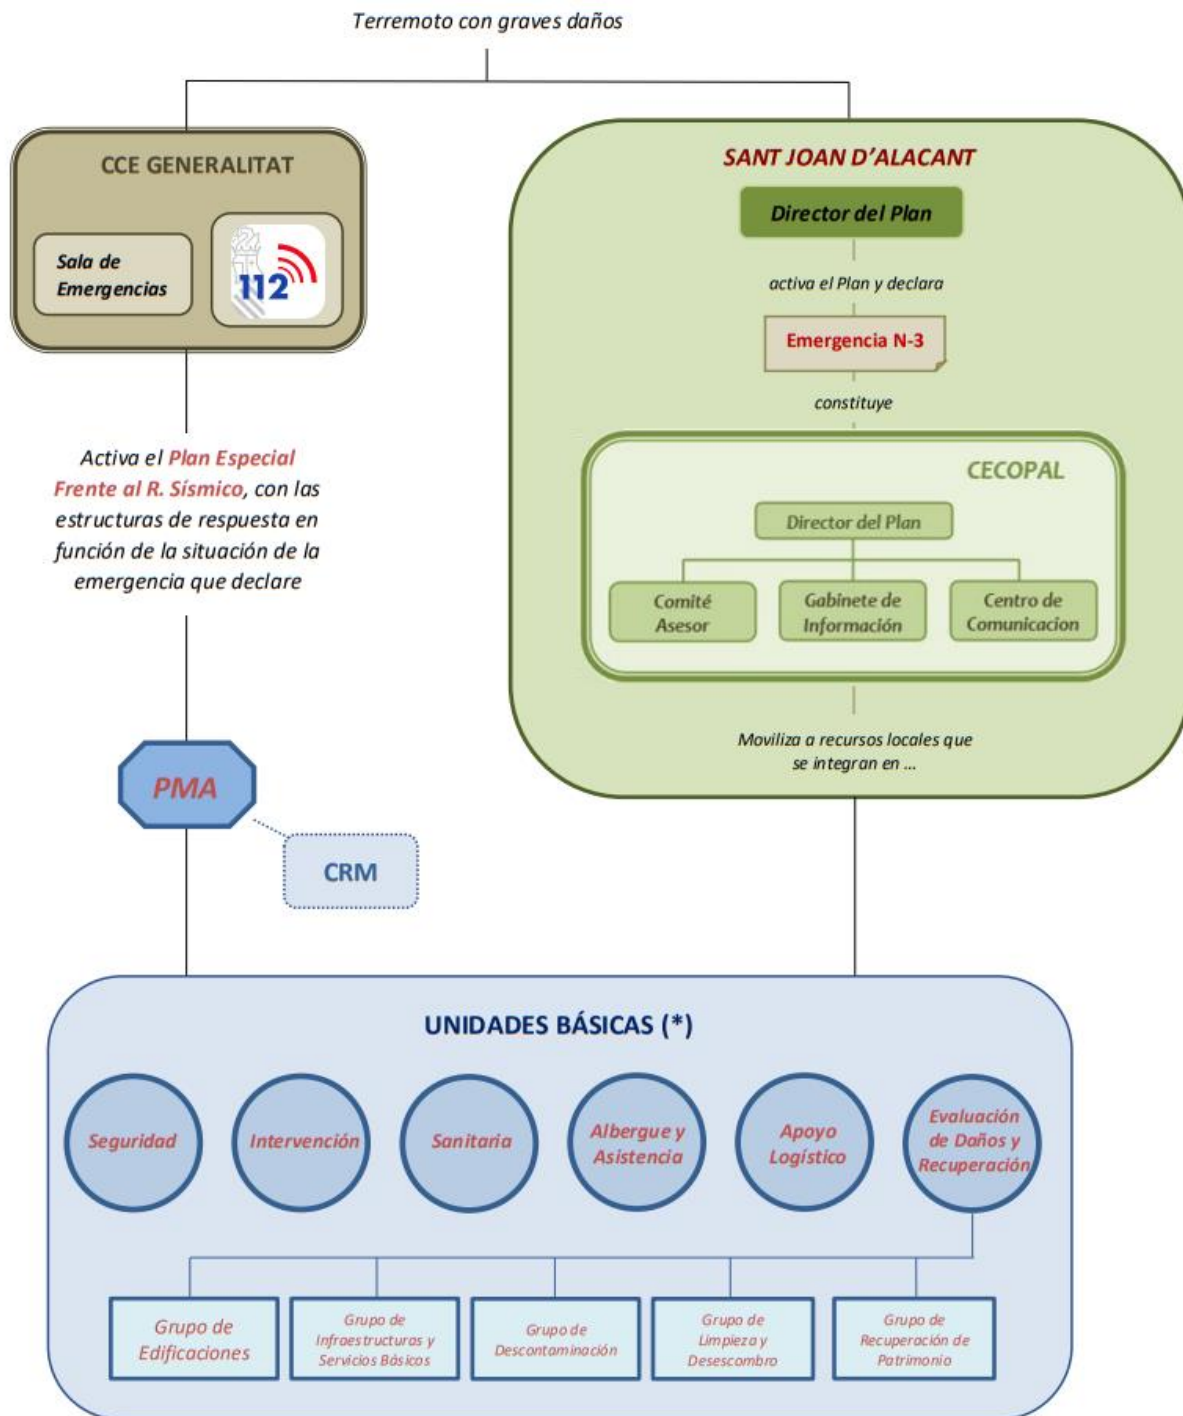 Terremoto con graves daños
CCE GENERALITAT
Sala de
Emergencias
112
Activa el Plan Especial
Frente al R. Sísmico, con las
estructuras de respuesta en
función de la situación de la
emergencia que declare
PMA
CRM
SANT JOAN D'ALACANT
Director del Plan
activa el Plan y declara
Emergencia N-3
constituye
CECOPAL
Director del Plan
Comité
Asesor
Gabinete de
Información
Centro de
Comunicacion
Moviliza a recursos locales que
se integran en ...
UNIDADES BÁSICAS (*)
Seguridad
Intervención
Sanitaria
Albergue y
Asistencia
Apoyo
Logístico
Evaluación
de Daños y
Recuperación
Grupo de
Edificaciones
Grupo de
Infraestructuras y
Servicios Básicos
Grupo de
Descontaminación
Grupo de
Limpieza y
Desescombro
Grupo de
Recuperación de
Patrimonio